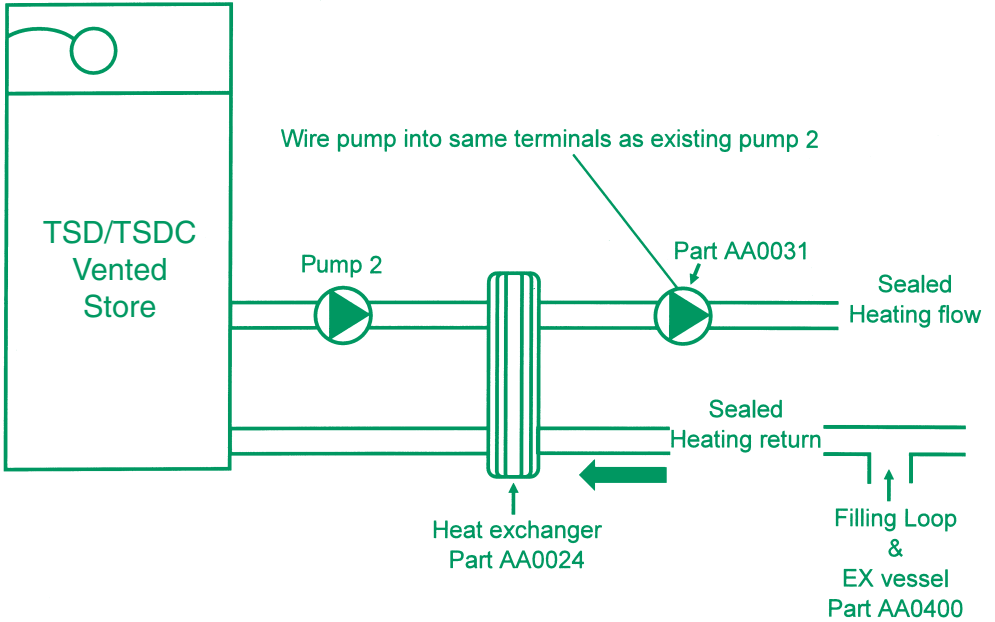 Wire pump into same terminals as existing pump 2
TSD/TSDC
Vented
Store
Pump 2
Part AA0031
Sealed
Heating flow
Sealed
Heating return
Heat exchanger
Part AA0024
Filling Loop
&
EX vessel
Part AA0400